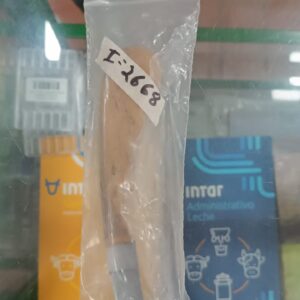 I=2668
INTAr
INTAr
Administrativo
Leche